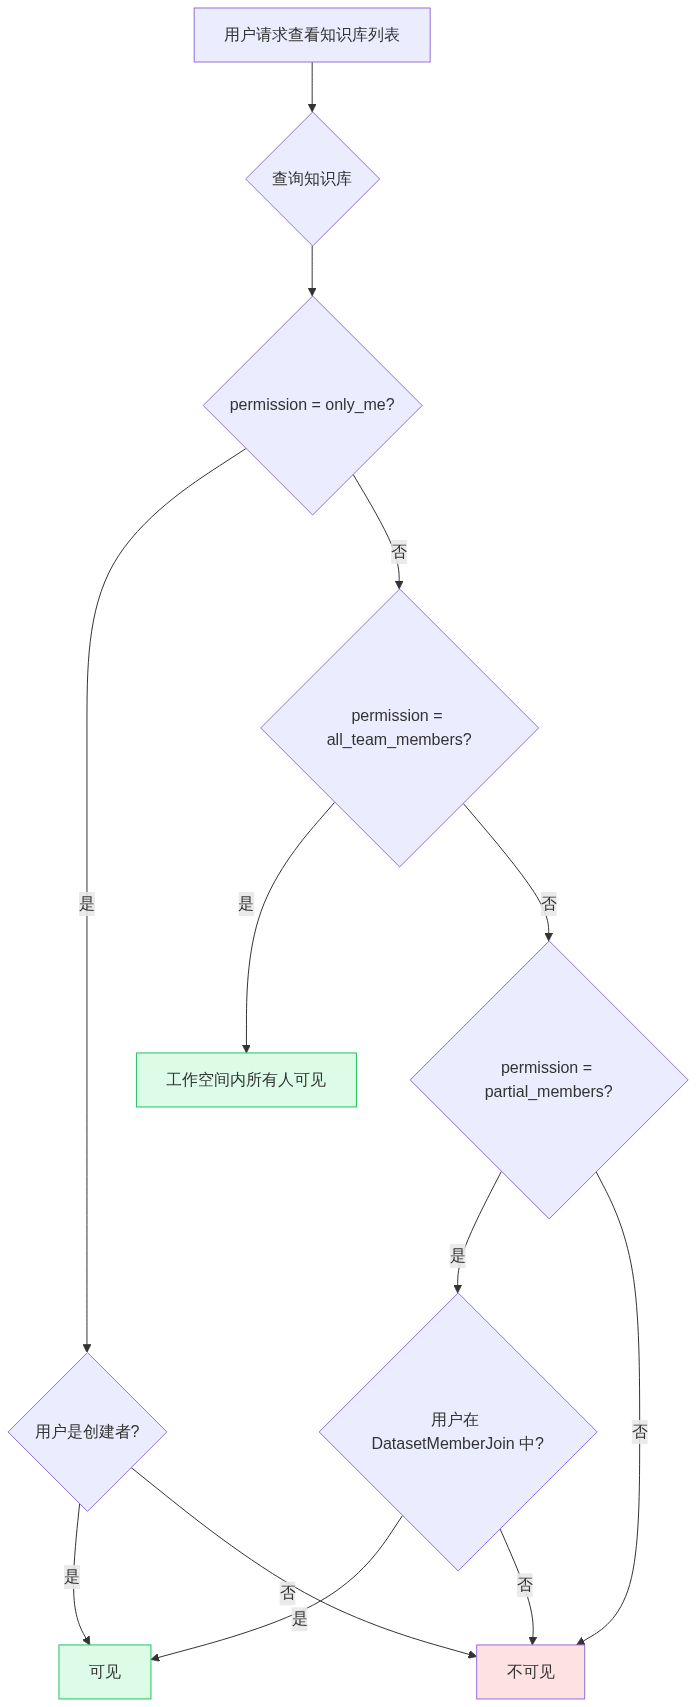 用户请求查看知识库列表
查询知识库
permission = only_me?
否
permission =
all_team_members?
是
是
否
工作空间内所有人可见
permission =
partial_members?
是
用户是创建者?
用户在
DatasetMemberJoin 中?
否
是
否
是
否
可见
不可见